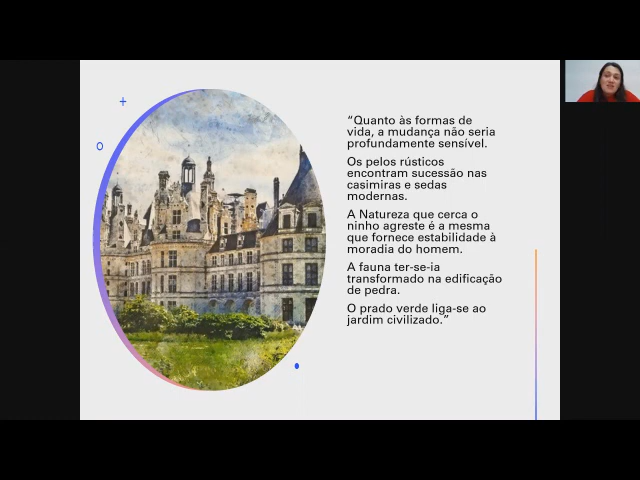 “Quanto às formas de
vida, a mudança não seria
profundamente sensível.
Os pelos rústicos
encontram sucessão nas
casimiras e sedas
modernas.
A Natureza que cerca o
ninho agreste é a mesma
que fornece estabilidade à
moradia do homem.
A fauna ter-se-ia
transformado na edificação
de pedra.
O prado verde liga-se ao
jardim civilizado.”